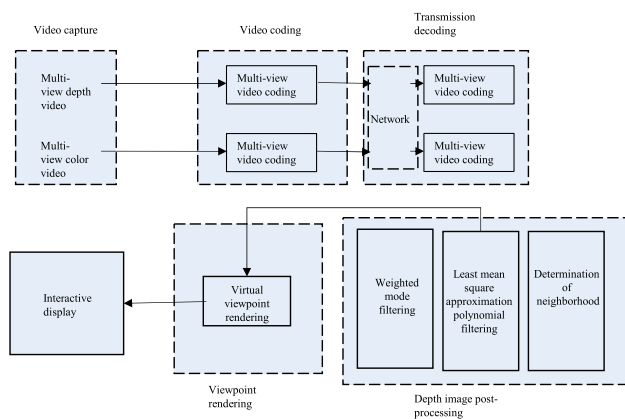 Video capture
Video coding
Transmission
decoding
Multi-
view depth
video
Multi-view
video coding
Multi-view
video coding
Network
Multi-
view color
video
Multi-view
video coding
Multi-view
video coding
Interactive
display
Virtual
viewpoint
rendering
Weighted
mode
filtering
Least mean
square
approximation
polynomial
filtering
Determination
of
neighborhood
Viewpoint
rendering
Depth image post-
processing